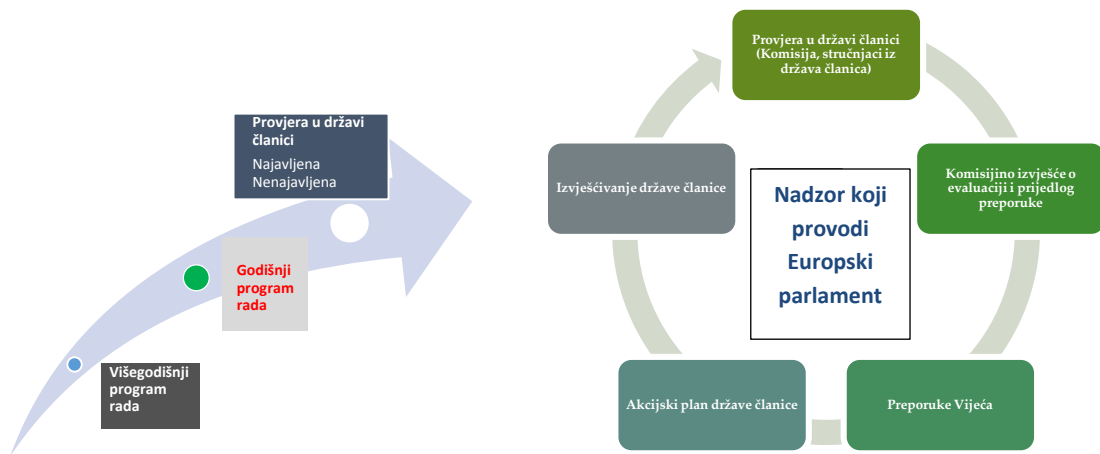 Provjera u državi
članici
Najavljena
Nenajavljena
Godišnji
program
rada
Višegodišnji
program
rada
Provjera u državi članici
(Komisija, stručnjaci iz
država članica)
Komisijino izvješće o
evaluaciji i prijedlog
preporuke
Preporuke Vijeća
Akcijski plan države članice
Izvješćivanje države članice
Nadzor koji
provodi
Europski
parlament